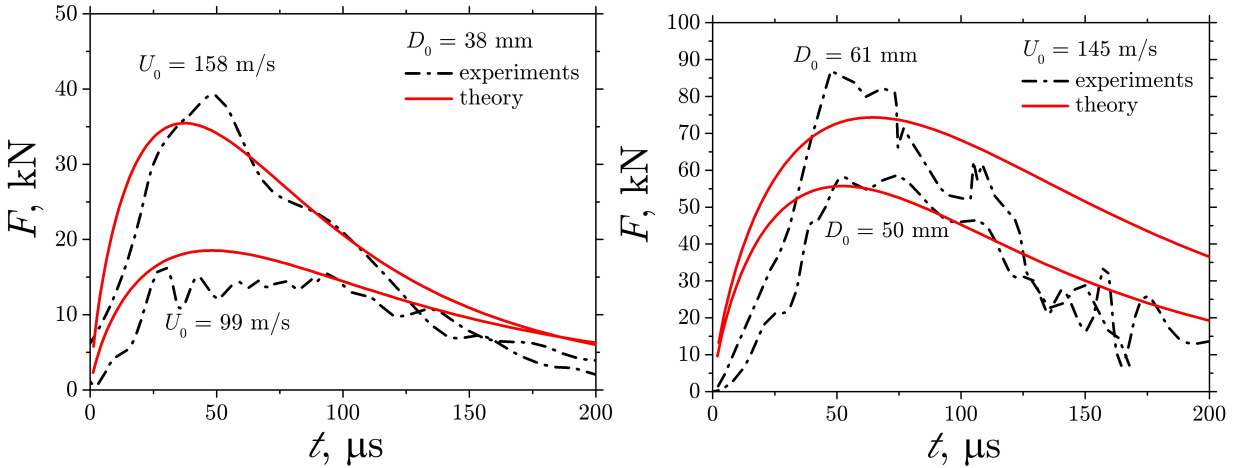 50
40
30
20
10
0
F, kN
D₀ = 38 mm
U₀ = 158 m/s
experiments
theory
U₀ = 99 m/s
0 50 100 150 200
t, μs
100
90
80
70
60
50
40
30
20
10
0
F, kN
D₀ = 61 mm
U₀ = 145 m/s
experiments
theory
D₀ = 50 mm
0 50 100 150 200
t, μs